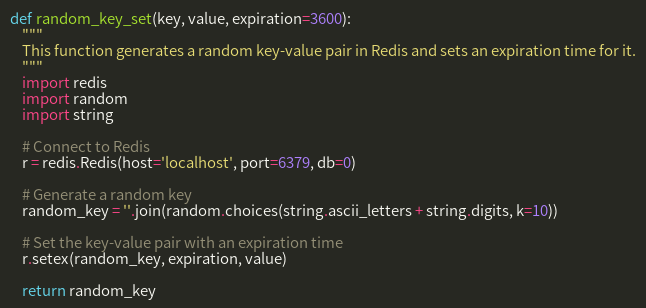 def random_key_set(key, value, expiration=3600):
    """
    This function generates a random key-value pair in Redis and sets an expiration time for it.
    """
    import redis
    import random
    import string

    # Connect to Redis
    r = redis.Redis(host='localhost', port=6379, db=0)

    # Generate a random key
    random_key = ''.join(random.choices(string.ascii_letters + string.digits, k=10))

    # Set the key-value pair with an expiration time
    r.setex(random_key, expiration, value)

    return random_key